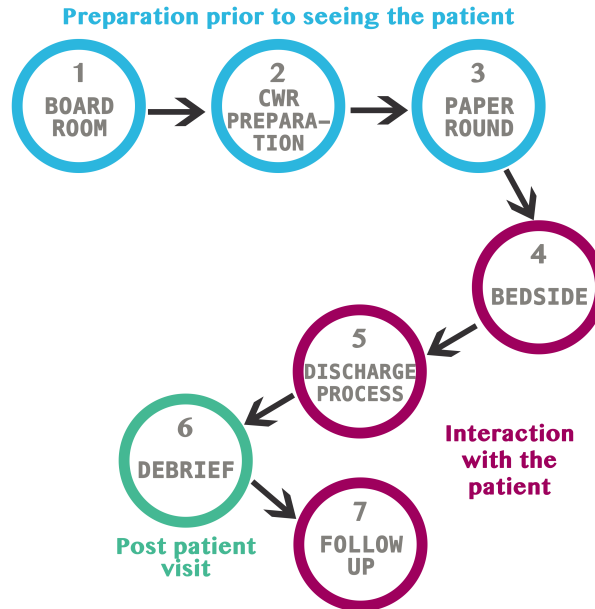 Preparation prior to seeing the patient
1
BOARD
ROOM
2
CWR
PREPARA-
TION
3
PAPER
ROUND
4
BEDSIDE
5
DISCHARGE
PROCESS
6
DEBRIEF
Interaction
with the
patient
Post patient
visit
7
FOLLOW
UP